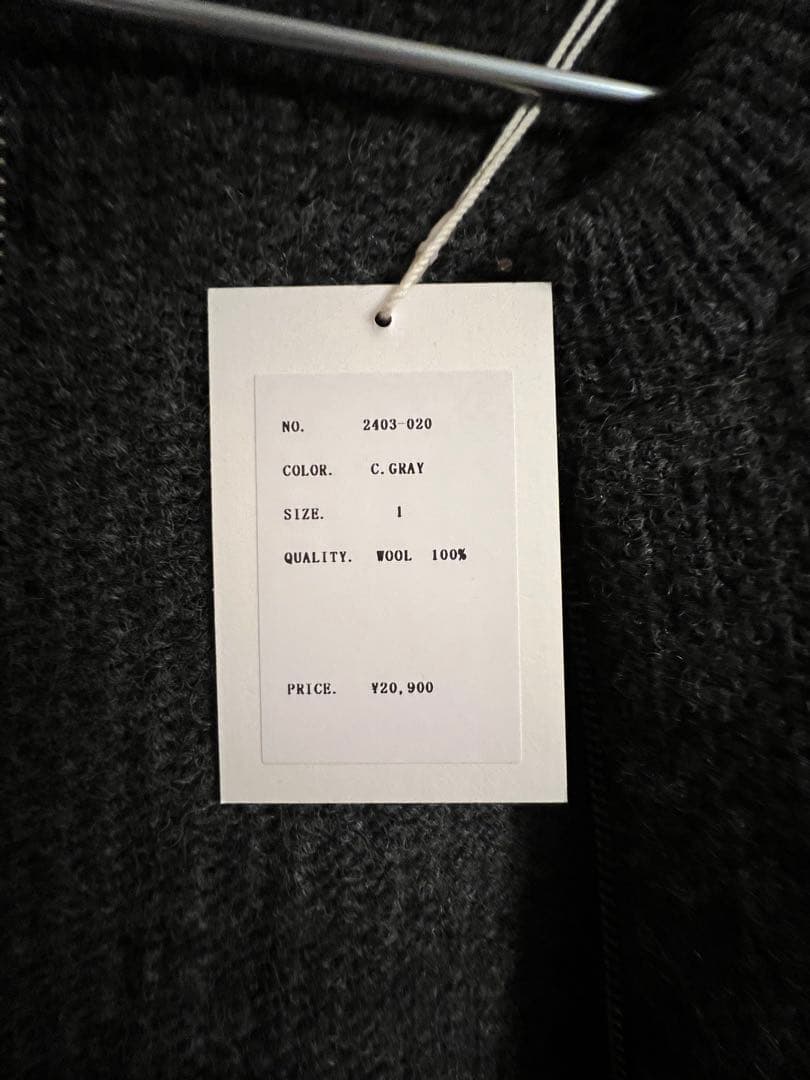 NO. 2403-020
COLOR. C.GRAY
SIZE. 1
QUALITY. WOOL 100%
PRICE. ¥20,900